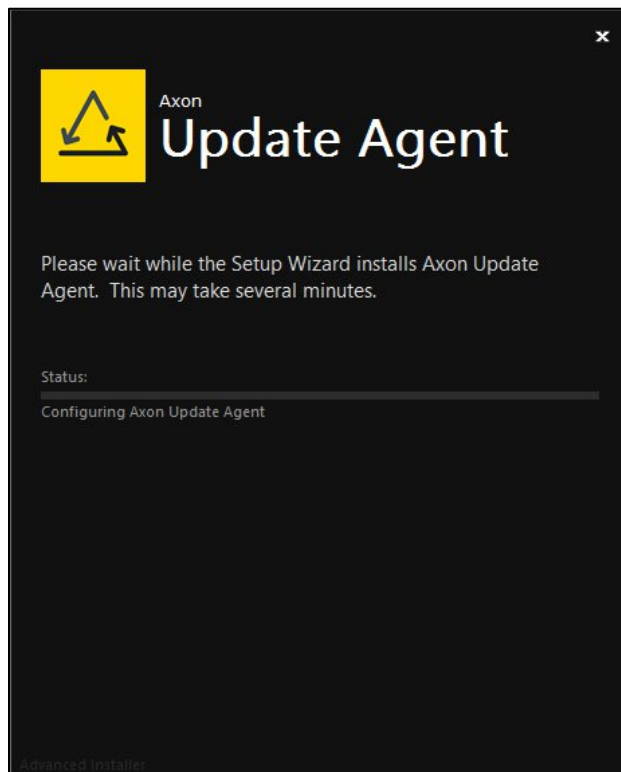 Axon
Update Agent
Please wait while the Setup Wizard installs Axon Update
Agent.  This may take several minutes.
Status:
Configuring Axon Update Agent
Advanced Installer